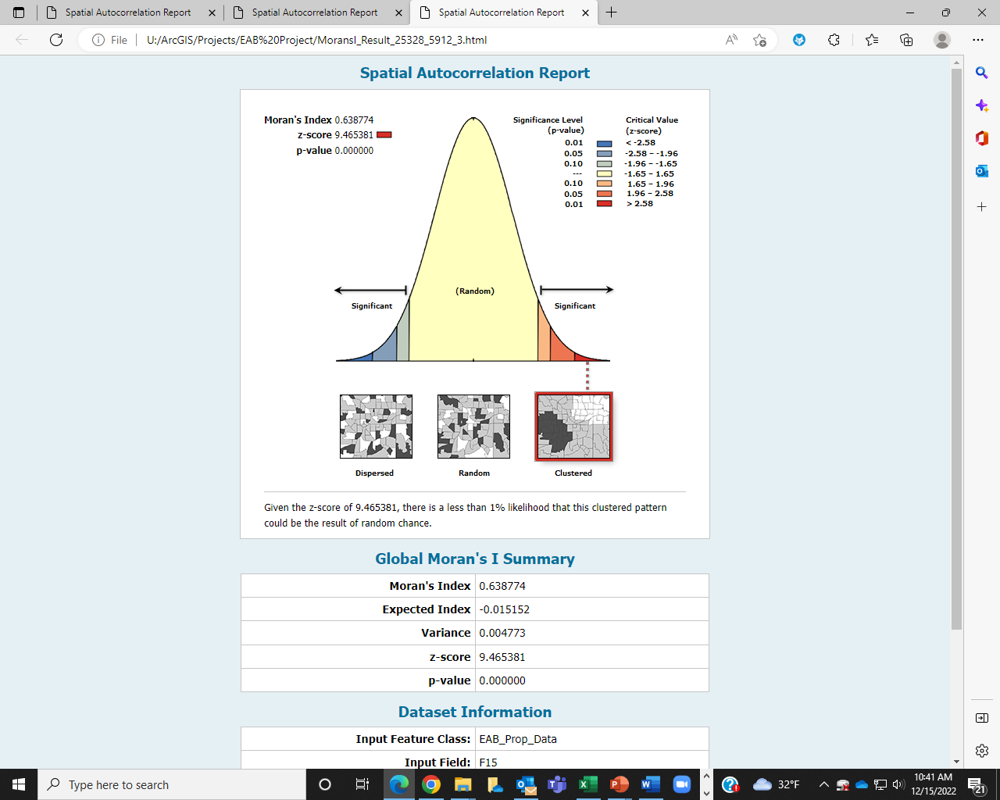 Spatial Autocorrelation Report
Spatial Autocorrelation Report
Spatial Autocorrelation Report
File
U:/ArcGIS/Projects/EAB%20Project/MoransI_Result_25328_5912_3.html
Spatial Autocorrelation Report
Moran's Index 0.638774
z-score 9.465381
p-value 0.000000
Significance Level (p-value)
Critical Value (z-score)
0.01 < -2.58
0.05 -2.58 – -1.96
0.10 -1.96 – -1.65
--- -1.65 – 1.65
0.10 1.65 – 1.96
0.05 1.96 – 2.58
0.01 > 2.58
(Random)
Significant
Significant
Dispersed
Random
Clustered
Given the z-score of 9.465381, there is a less than 1% likelihood that this clustered pattern
could be the result of random chance.
Global Moran's I Summary
Moran's Index 0.638774
Expected Index -0.015152
Variance 0.004773
z-score 9.465381
p-value 0.000000
Dataset Information
Input Feature Class: EAB_Prop_Data
Input Field: F15
Type here to search
32°F
10:41 AM
12/15/2022
21